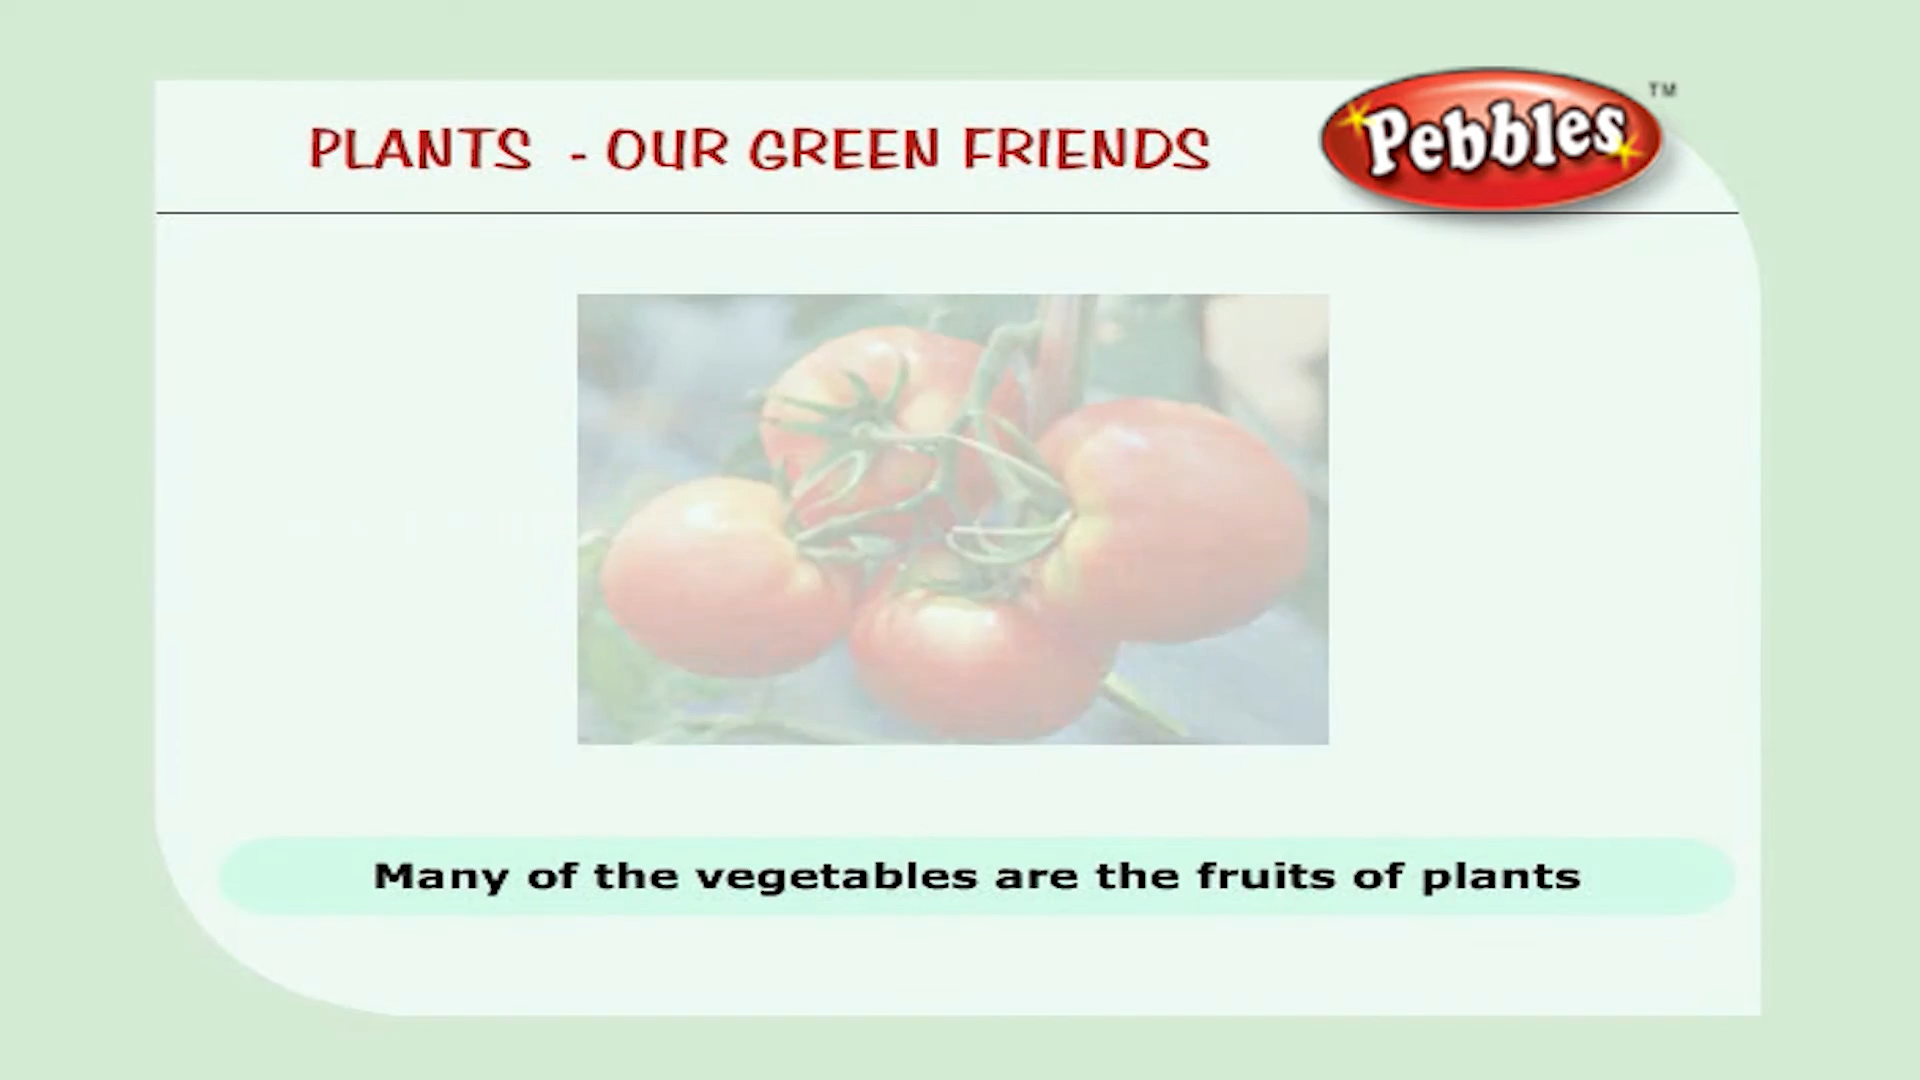 PLANTS - OUR GREEN FRIENDS
Pebbles TM
Many of the vegetables are the fruits of plants